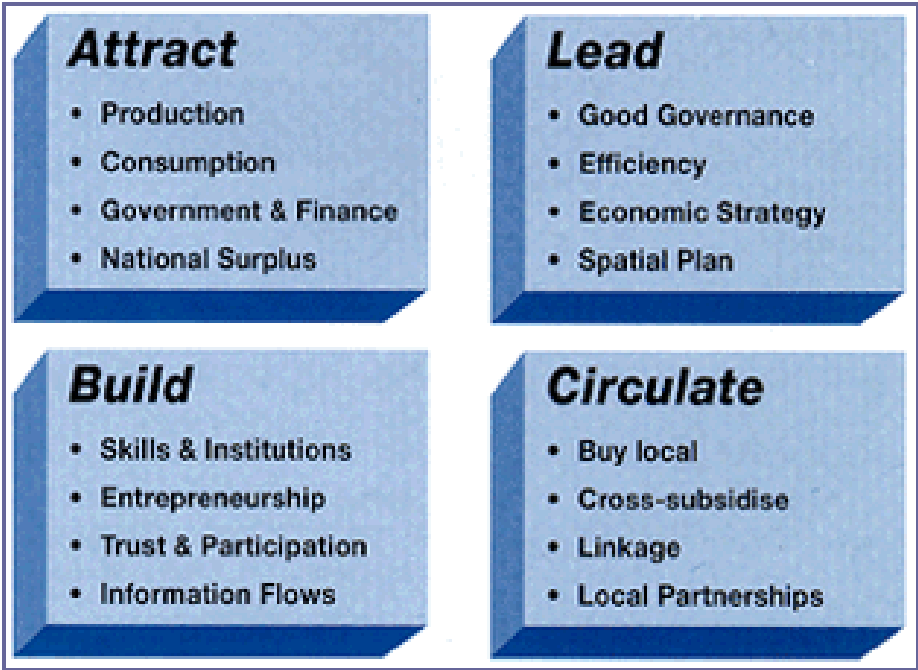 Attract
• Production
• Consumption
• Government & Finance
• National Surplus
Lead
• Good Governance
• Efficiency
• Economic Strategy
• Spatial Plan
Build
• Skills & Institutions
• Entrepreneurship
• Trust & Participation
• Information Flows
Circulate
• Buy local
• Cross-subsidise
• Linkage
• Local Partnerships